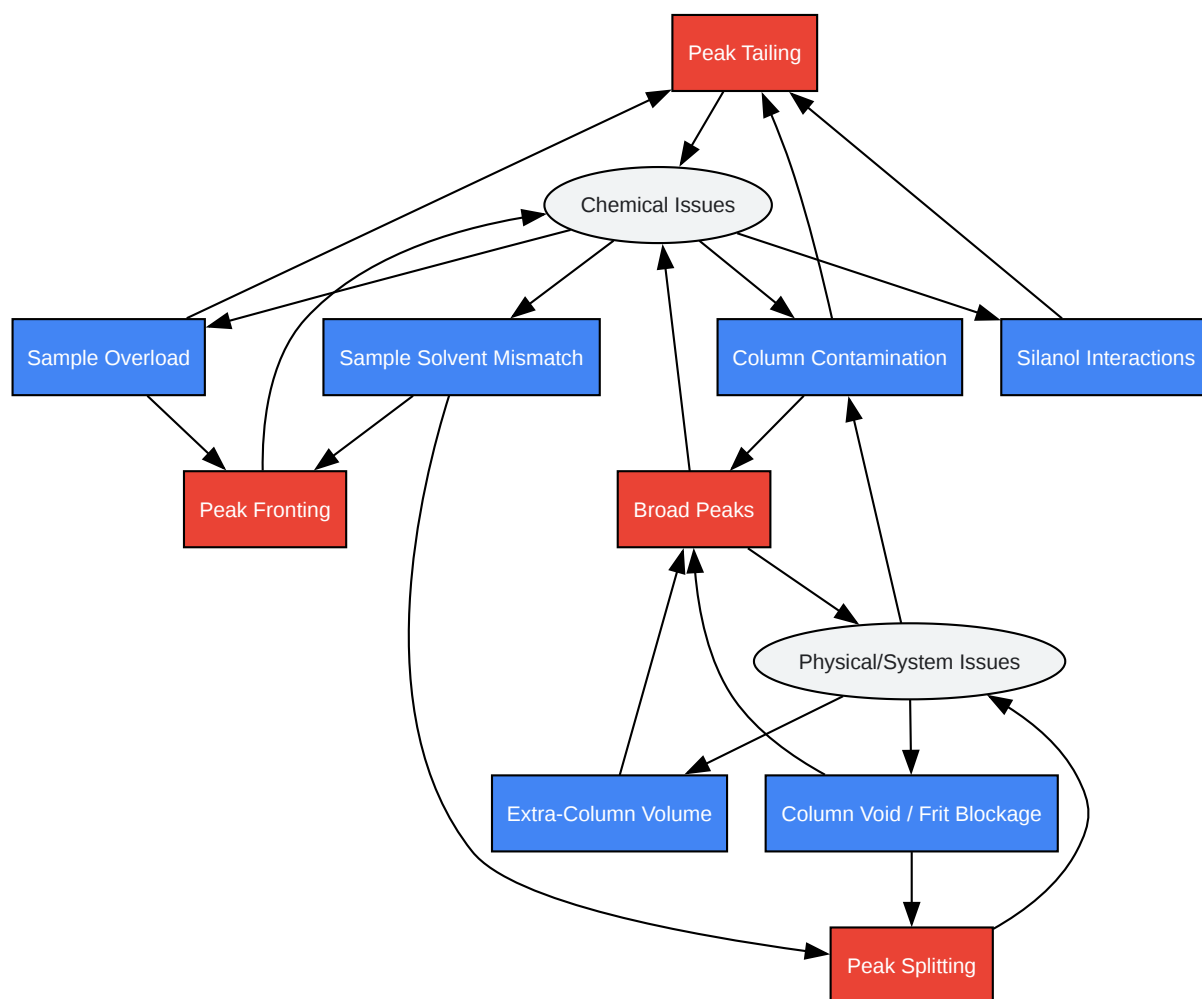 Peak Tailing
Chemical Issues
Sample Overload
Sample Solvent Mismatch
Column Contamination
Silanol Interactions
Peak Fronting
Broad Peaks
Physical/System Issues
Extra-Column Volume
Column Void / Frit Blockage
Peak Splitting